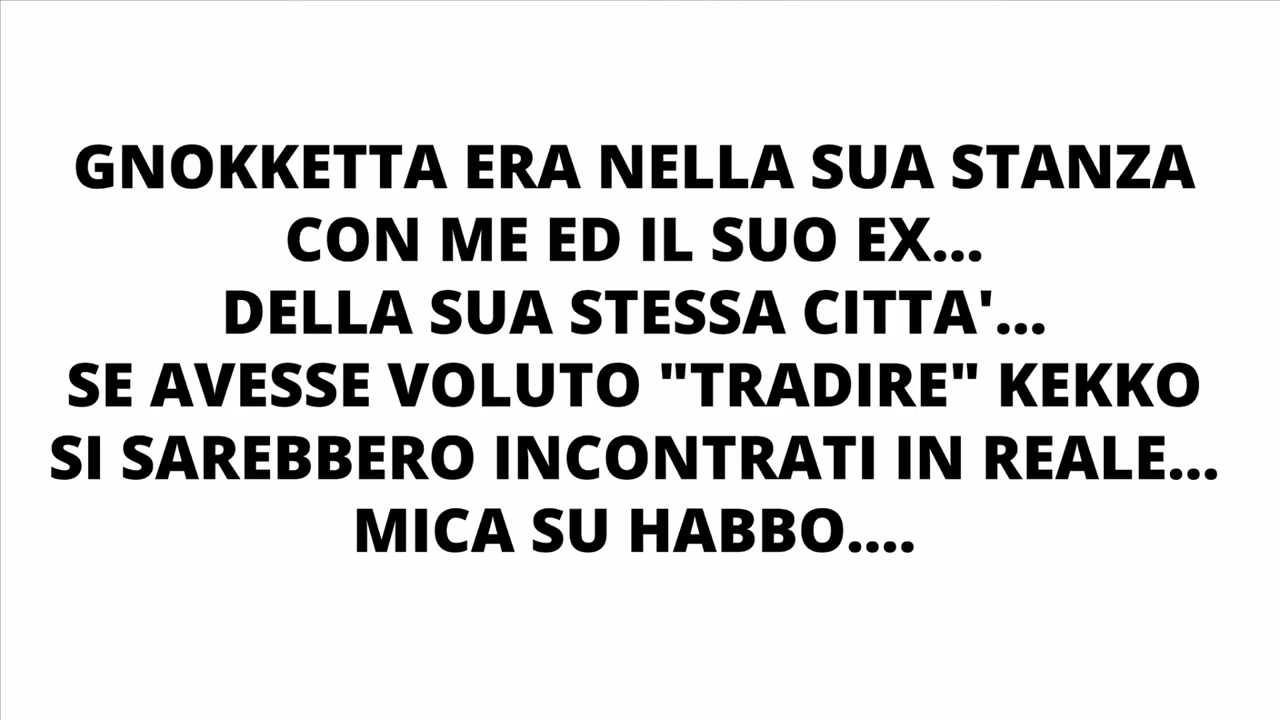 GNOKKETTA ERA NELLA SUA STANZA
CON ME ED IL SUO EX...
DELLA SUA STESSA CITTA'...
SE AVESSE VOLUTO "TRADIRE" KEKKO
SI SAREBBERO INCONTRATI IN REALE...
MICA SU HABBO....